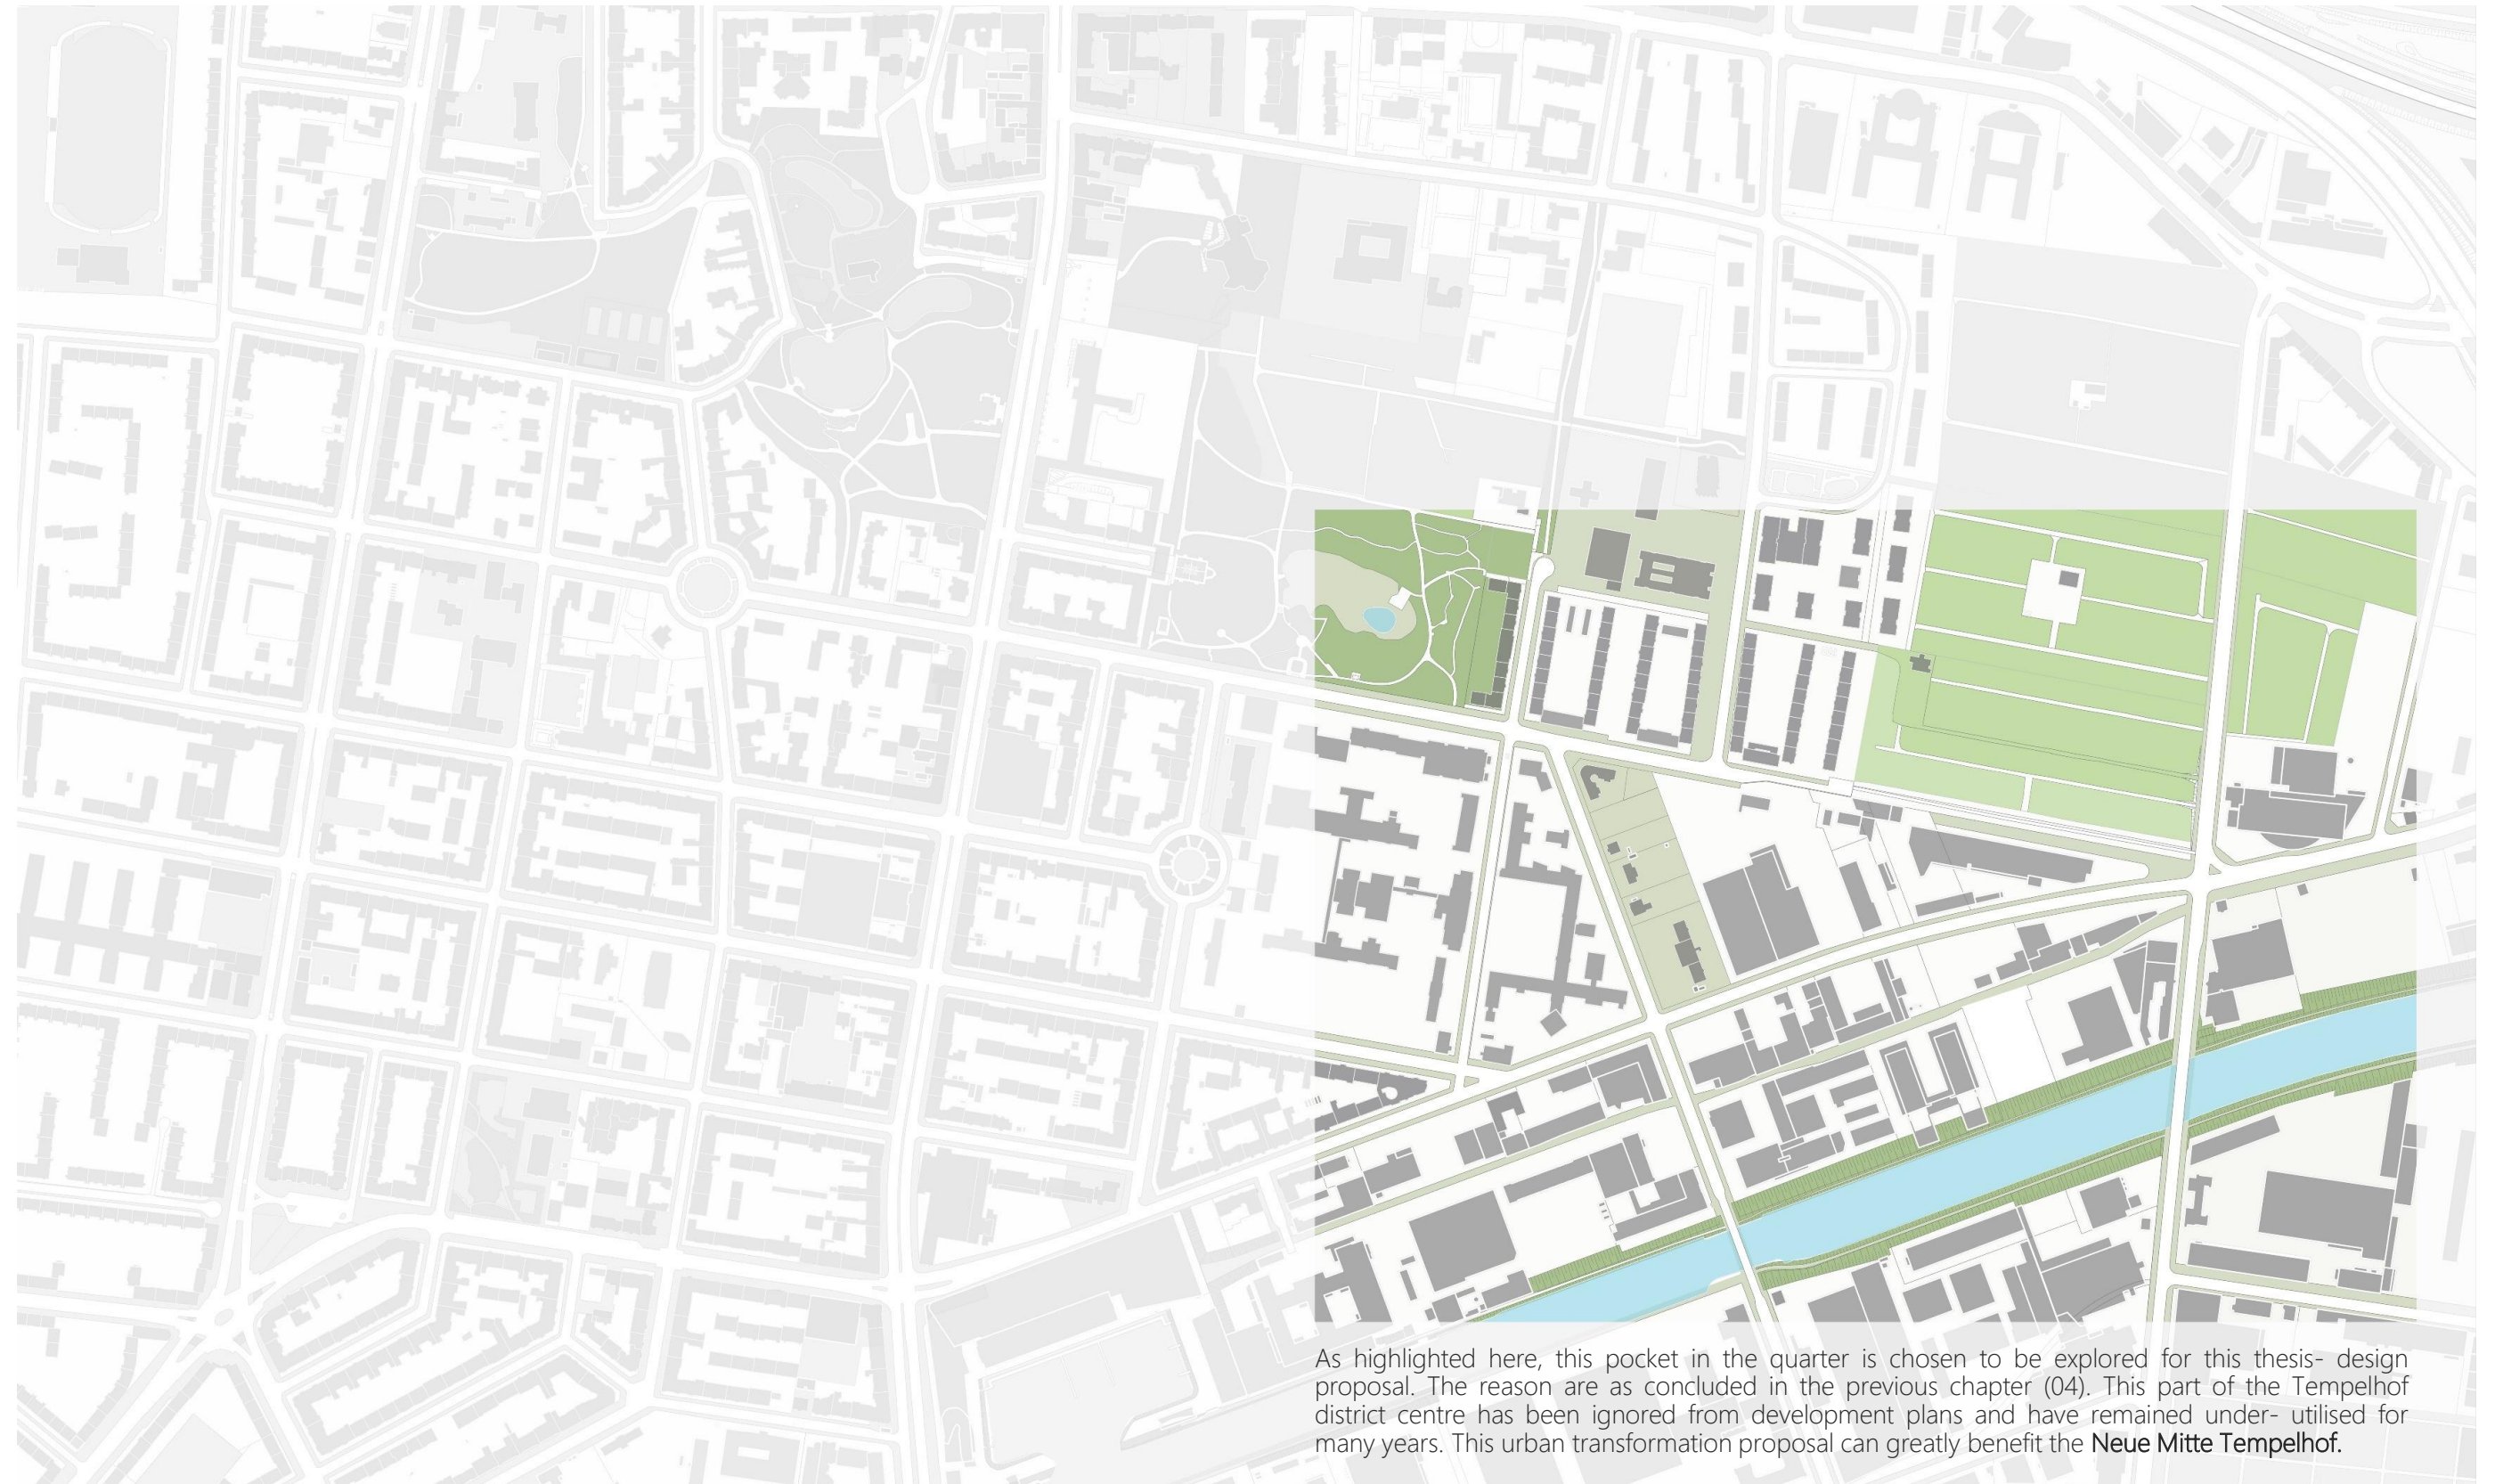 As highlighted here, this pocket in the quarter is chosen to be explored for this thesis- design
proposal. The reason are as concluded in the previous chapter (04). This part of the Tempelhof
district centre has been ignored from development plans and have remained under- utilised for
many years. This urban transformation proposal can greatly benefit the Neue Mitte Tempelhof.